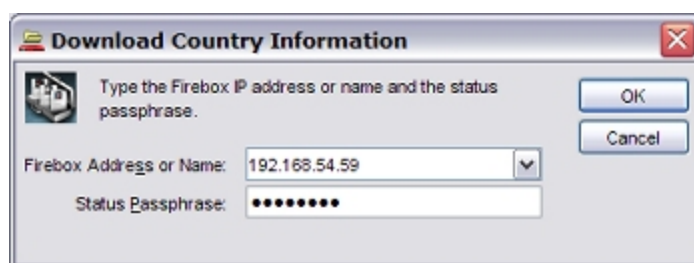 Download Country Information
Type the Firebox IP address or name and the status
passphrase.
OK
Cancel
Firebox Address or Name: 192.168.54.59
Status Passphrase: ••••••••